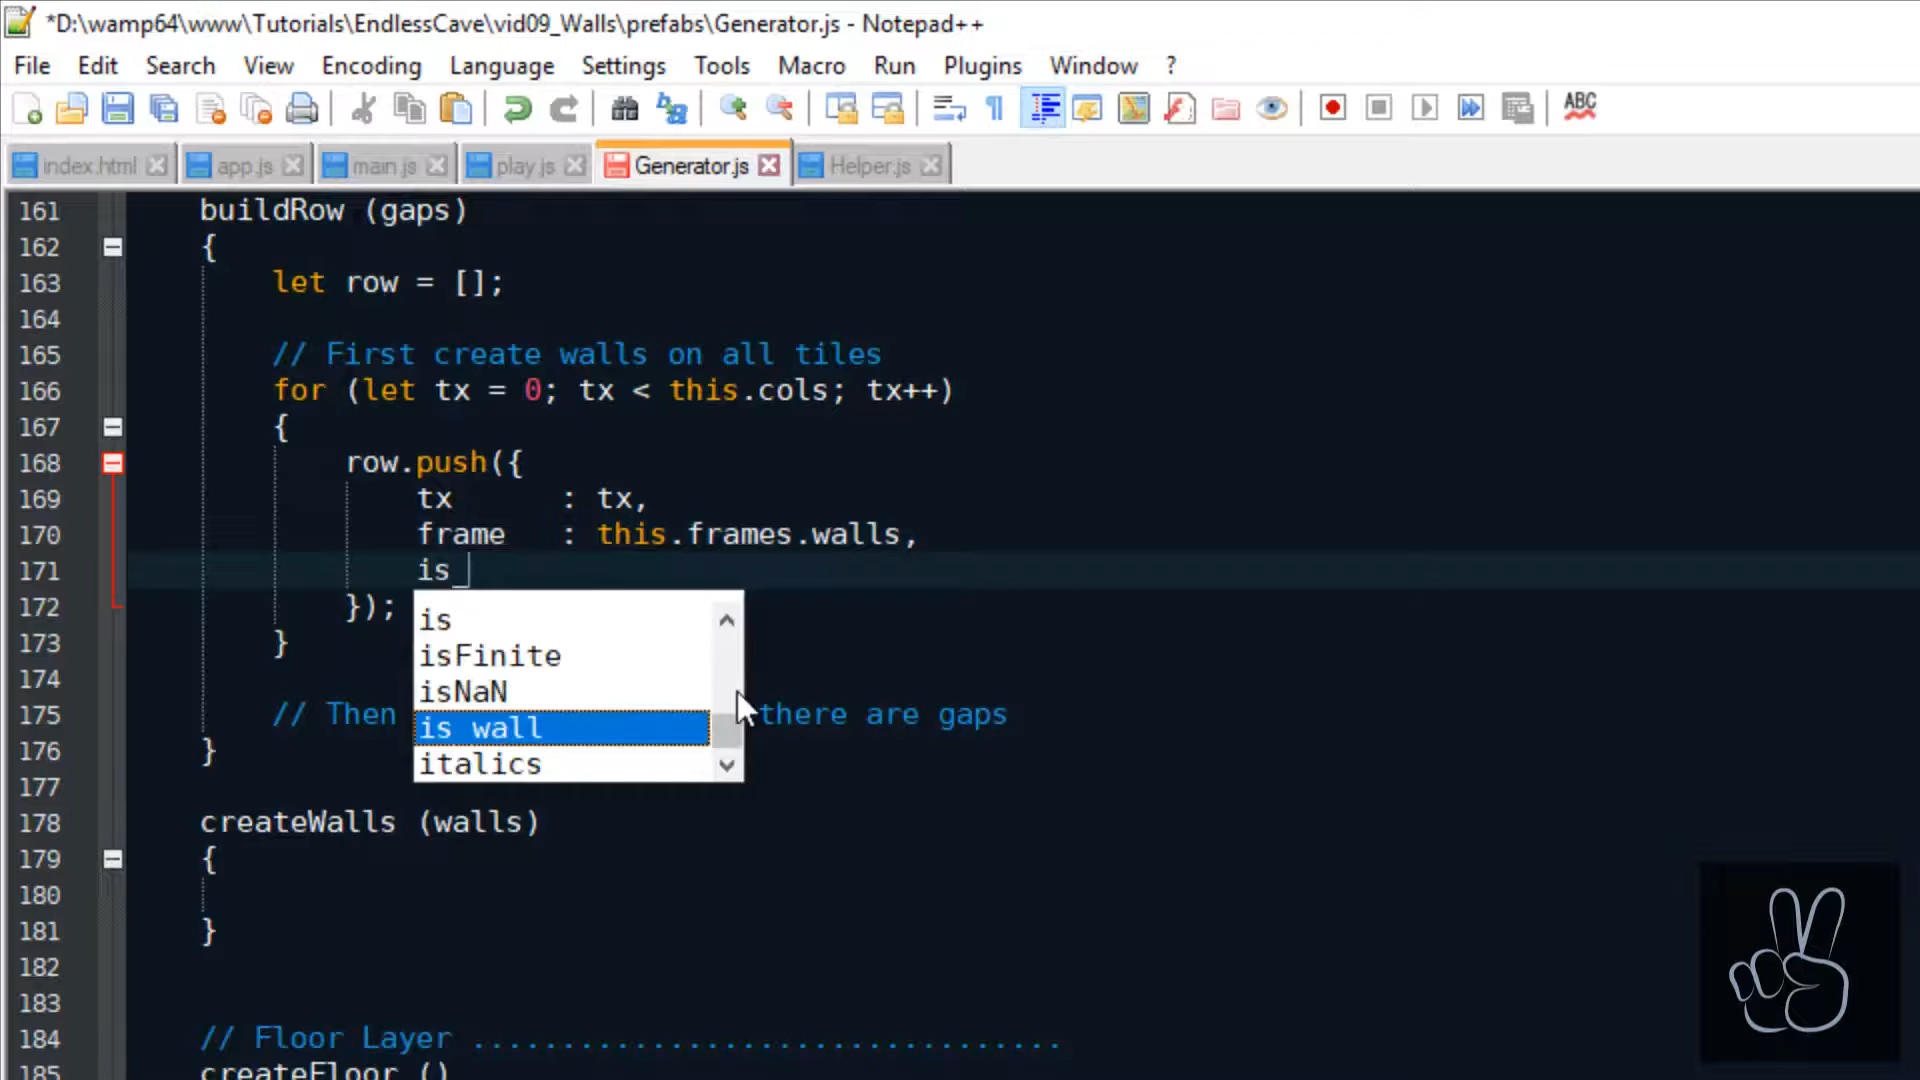 *D:\wamp64\www\Tutorials\EndlessCave\vid09_Walls\prefabs\Generator.js - Notepad++
File Edit Search View Encoding Language Settings Tools Macro Run Plugins Window ?
ABC
index.html app.js main.js play.js Generator.js Helper.js
161 buildRow (gaps)
162 {
163 let row = [];
164
165 // First create walls on all tiles
166 for (let tx = 0; tx < this.cols; tx++)
167 {
168 row.push({
169 tx : tx,
170 frame : this.frames.walls,
171 is_
172 });
173 }
174
175 // Then there are gaps
176 }
177
178 createWalls (walls)
179 {
180
181 }
182
183
184 // Floor Layer .................................
185 createFloor ()
is
isFinite
isNaN
is wall
italics